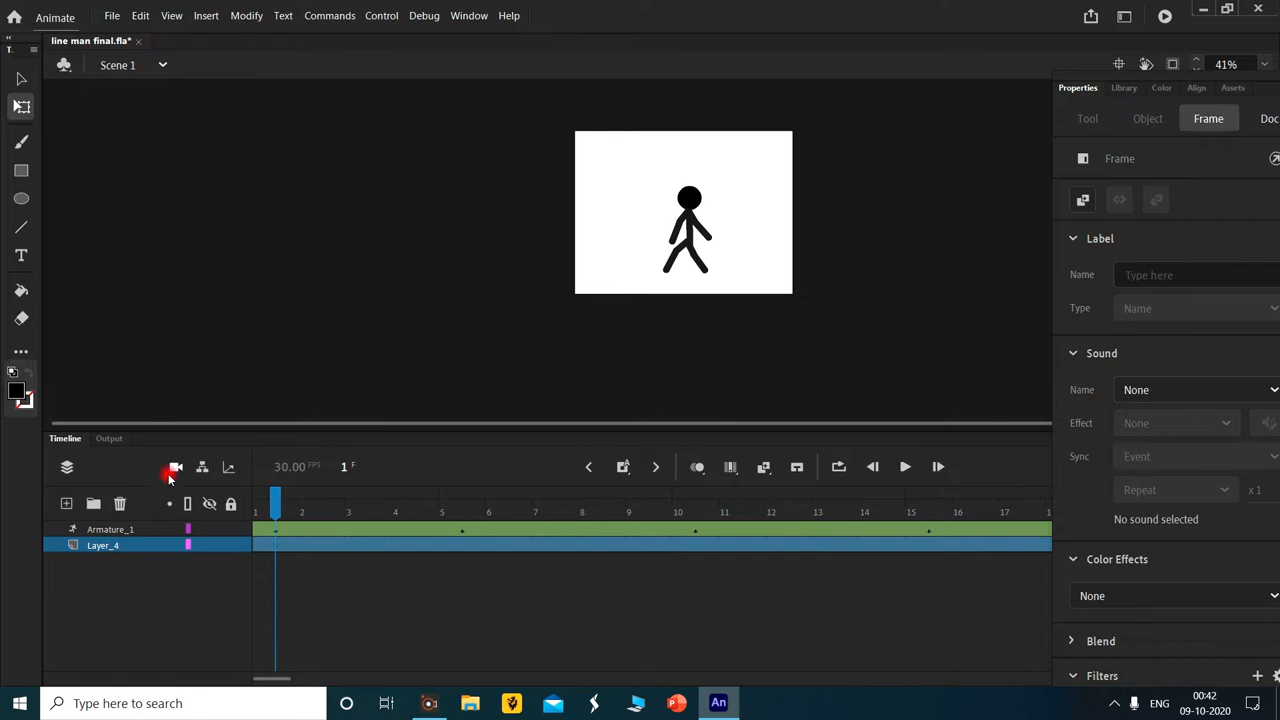 Animate File Edit View Insert Modify Text Commands Control Debug Window Help
line man final.fla*
T..
Scene 1
41%
Properties Library Color Align Assets
Tool Object Frame Doc
Frame
Label
Name Type here
Type Name
Sound
Name None
Effect None
Sync Event
Repeat x 1
No sound selected
Color Effects
None
Blend
Filters
Timeline Output
30.00 FPS 1 F
1 2 3 4 5 6 7 8 9 10 11 12 13 14 15 16 17 1
Armature_1
Layer_4
Type here to search
P
An
ENG
00:42
09-10-2020